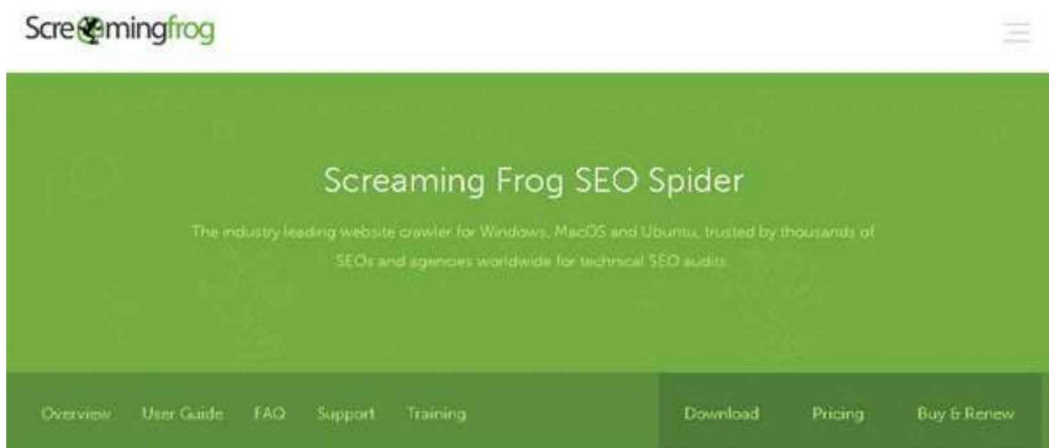 Screamingfrog
Screaming Frog SEO Spider
The industry leading website crawler for Windows, MacOS and Ubuntu, trusted by thousands of
SEOs and agencies worldwide for technical SEO audits.
Overview User Guide FAQ Support Training Download Pricing Buy & Renew